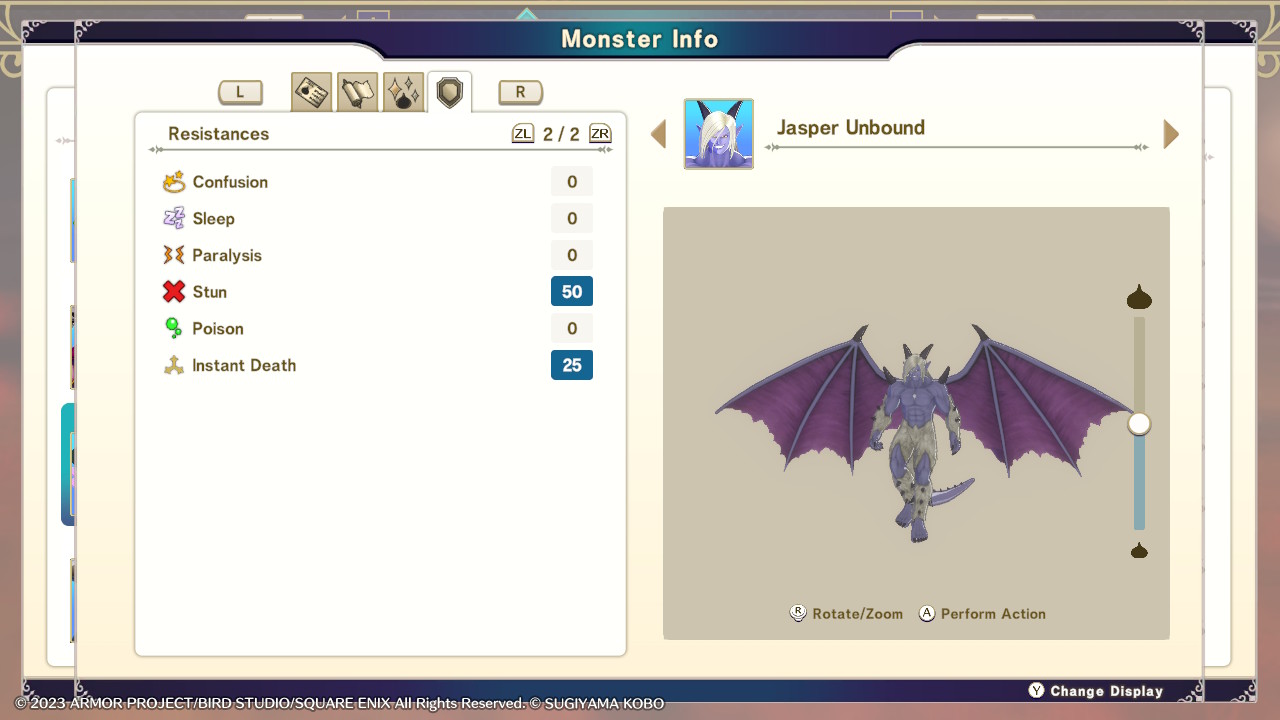 Monster Info
L
R
Resistances
ZL 2 / 2 ZR
Jasper Unbound
Confusion 0
Sleep 0
Paralysis 0
Stun 50
Poison 0
Instant Death 25
R Rotate/Zoom A Perform Action
Y Change Display
© 2023 ARMOR PROJECT/BIRD STUDIO/SQUARE ENIX All Rights Reserved. © SUGIYAMA KOBO